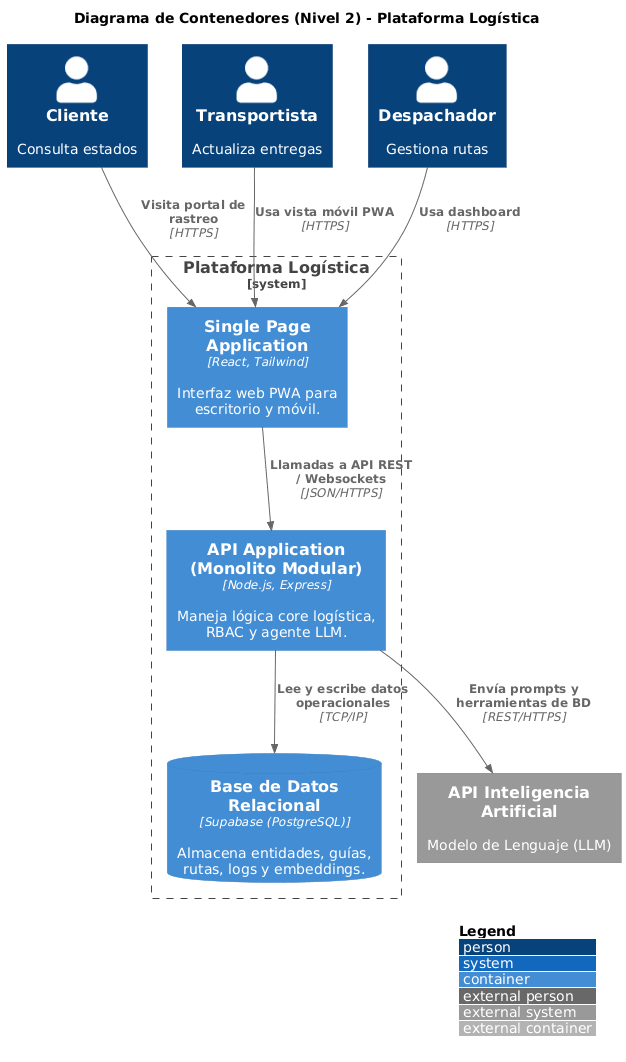 Diagrama de Contenedores (Nivel 2) - Plataforma Logística
Cliente
Consulta estados
Transportista
Actualiza entregas
Despachador
Gestiona rutas
Visita portal de
rastreo
[HTTPS]
Usa vista móvil PWA
[HTTPS]
Usa dashboard
[HTTPS]
Plataforma Logística
[system]
Single Page
Application
[React, Tailwind]
Interfaz web PWA para
escritorio y móvil.
Llamadas a API REST
/ Websockets
[JSON/HTTPS]
API Application
(Monolito Modular)
[Node.js, Express]
Maneja lógica core logística,
RBAC y agente LLM.
Lee y escribe datos
operacionales
[TCP/IP]
Envía prompts y
herramientas de BD
[REST/HTTPS]
Base de Datos
Relacional
[Supabase (PostgreSQL)]
Almacena entidades, guías,
rutas, logs y embeddings.
API Inteligencia
Artificial
Modelo de Lenguaje (LLM)
Legend
person
system
container
external person
external system
external container